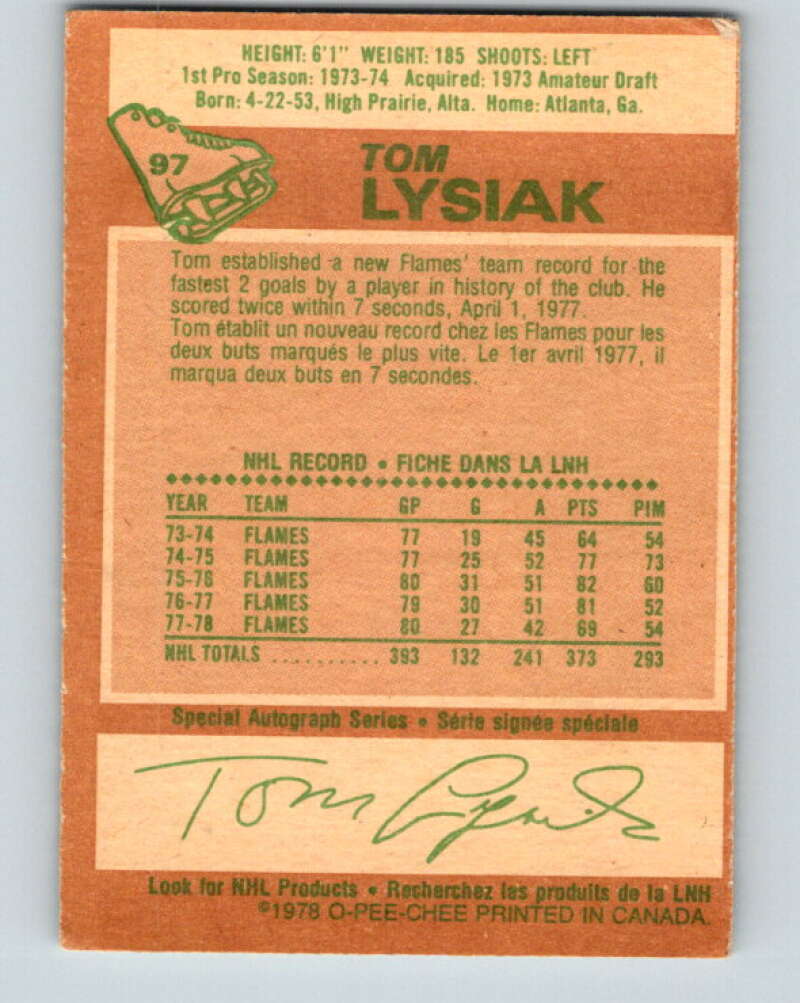 HEIGHT: 6'1" WEIGHT: 185 SHOOTS: LEFT
1st Pro Season: 1973-74 Acquired: 1973 Amateur Draft
Born: 4-22-53, High Prairie, Alta. Home: Atlanta, Ga.
97
TOM
LYSIAK
Tom established a new Flames' team record for the
fastest 2 goals by a player in history of the club. He
scored twice within 7 seconds, April 1, 1977.
Tom établit un nouveau record chez les Flames pour les
deux buts marqués le plus vite. Le 1er avril 1977, il
marqua deux buts en 7 secondes.
NHL RECORD • FICHE DANS LA LNH
YEAR TEAM GP G A PTS PIM
73-74 FLAMES 77 19 45 64 54
74-75 FLAMES 77 25 52 77 73
75-76 FLAMES 80 31 51 82 60
76-77 FLAMES 79 30 51 81 52
77-78 FLAMES 80 27 42 69 54
NHL TOTALS .......... 393 132 241 373 293
Special Autograph Series • Série signée spéciale
Tom Lysiak
Look for NHL Products • Recherchez les produits de la LNH
©1978 O-PEE-CHEE PRINTED IN CANADA.